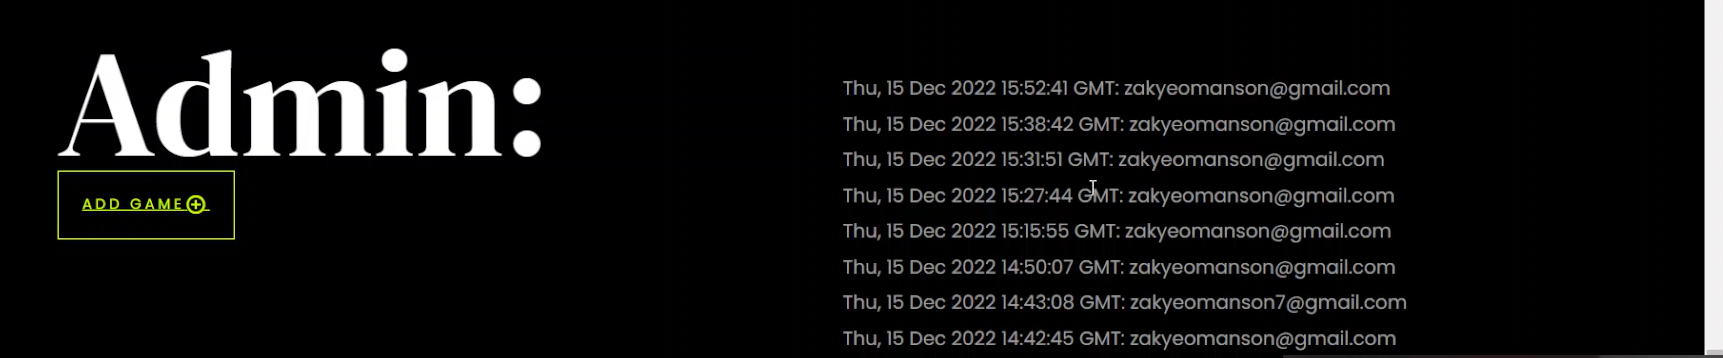 Admin:
ADD GAME
Thu, 15 Dec 2022 15:52:41 GMT: zakyeomanson@gmail.com
Thu, 15 Dec 2022 15:38:42 GMT: zakyeomanson@gmail.com
Thu, 15 Dec 2022 15:31:51 GMT: zakyeomanson@gmail.com
Thu, 15 Dec 2022 15:27:44 GMT: zakyeomanson@gmail.com
Thu, 15 Dec 2022 15:15:55 GMT: zakyeomanson@gmail.com
Thu, 15 Dec 2022 14:50:07 GMT: zakyeomanson@gmail.com
Thu, 15 Dec 2022 14:43:08 GMT: zakyeomanson7@gmail.com
Thu, 15 Dec 2022 14:42:45 GMT: zakyeomanson@gmail.com